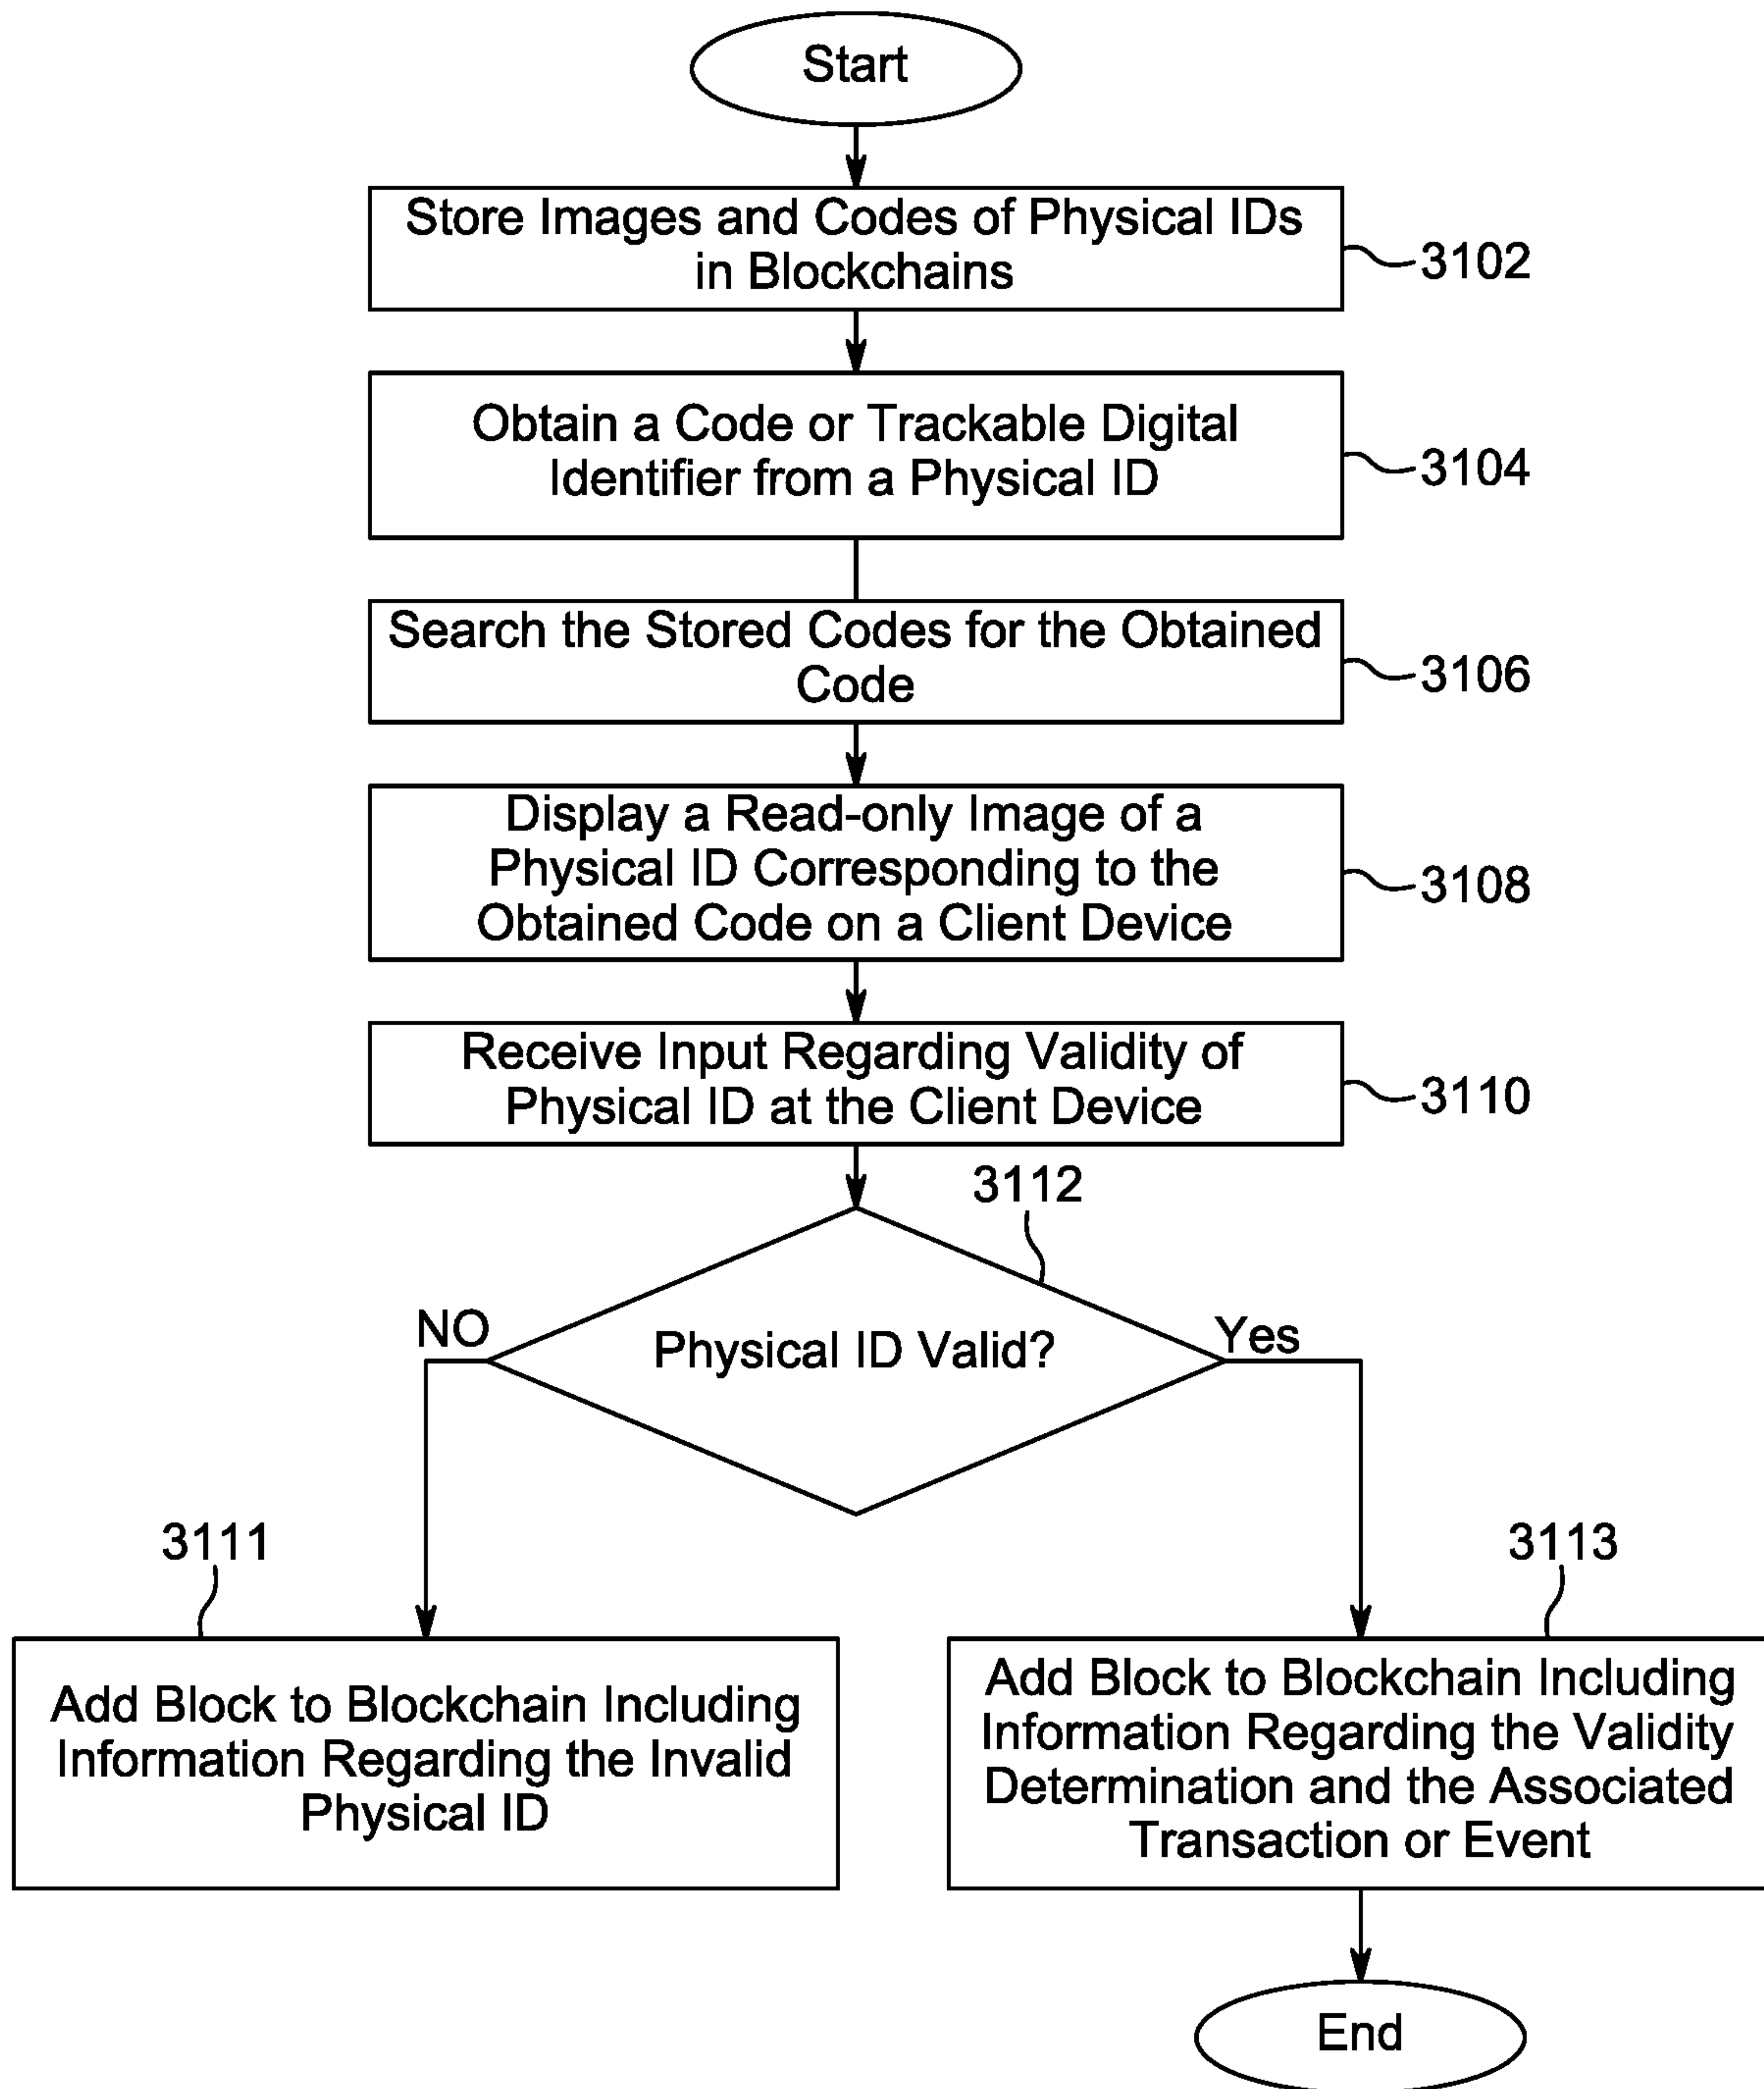 Start
Store Images and Codes of Physical IDs
in Blockchains
3102
Obtain a Code or Trackable Digital
Identifier from a Physical ID
3104
Search the Stored Codes for the Obtained
Code
3106
Display a Read-only Image of a
Physical ID Corresponding to the
Obtained Code on a Client Device
3108
Receive Input Regarding Validity of
Physical ID at the Client Device
3110
3112
Physical ID Valid?
NO
Yes
3111
Add Block to Blockchain Including
Information Regarding the Invalid
Physical ID
3113
Add Block to Blockchain Including
Information Regarding the Validity
Determination and the Associated
Transaction or Event
End